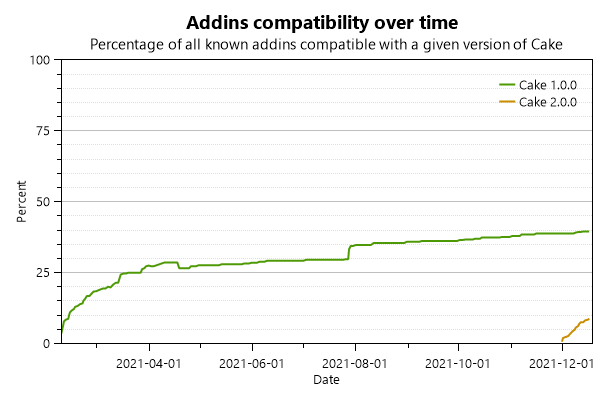 Addins compatibility over time
Percentage of all known addins compatible with a given version of Cake
100
75
50
25
0
Percent
Cake 1.0.0
Cake 2.0.0
2021-04-01
2021-06-01
2021-08-01
2021-10-01
2021-12-01
Date